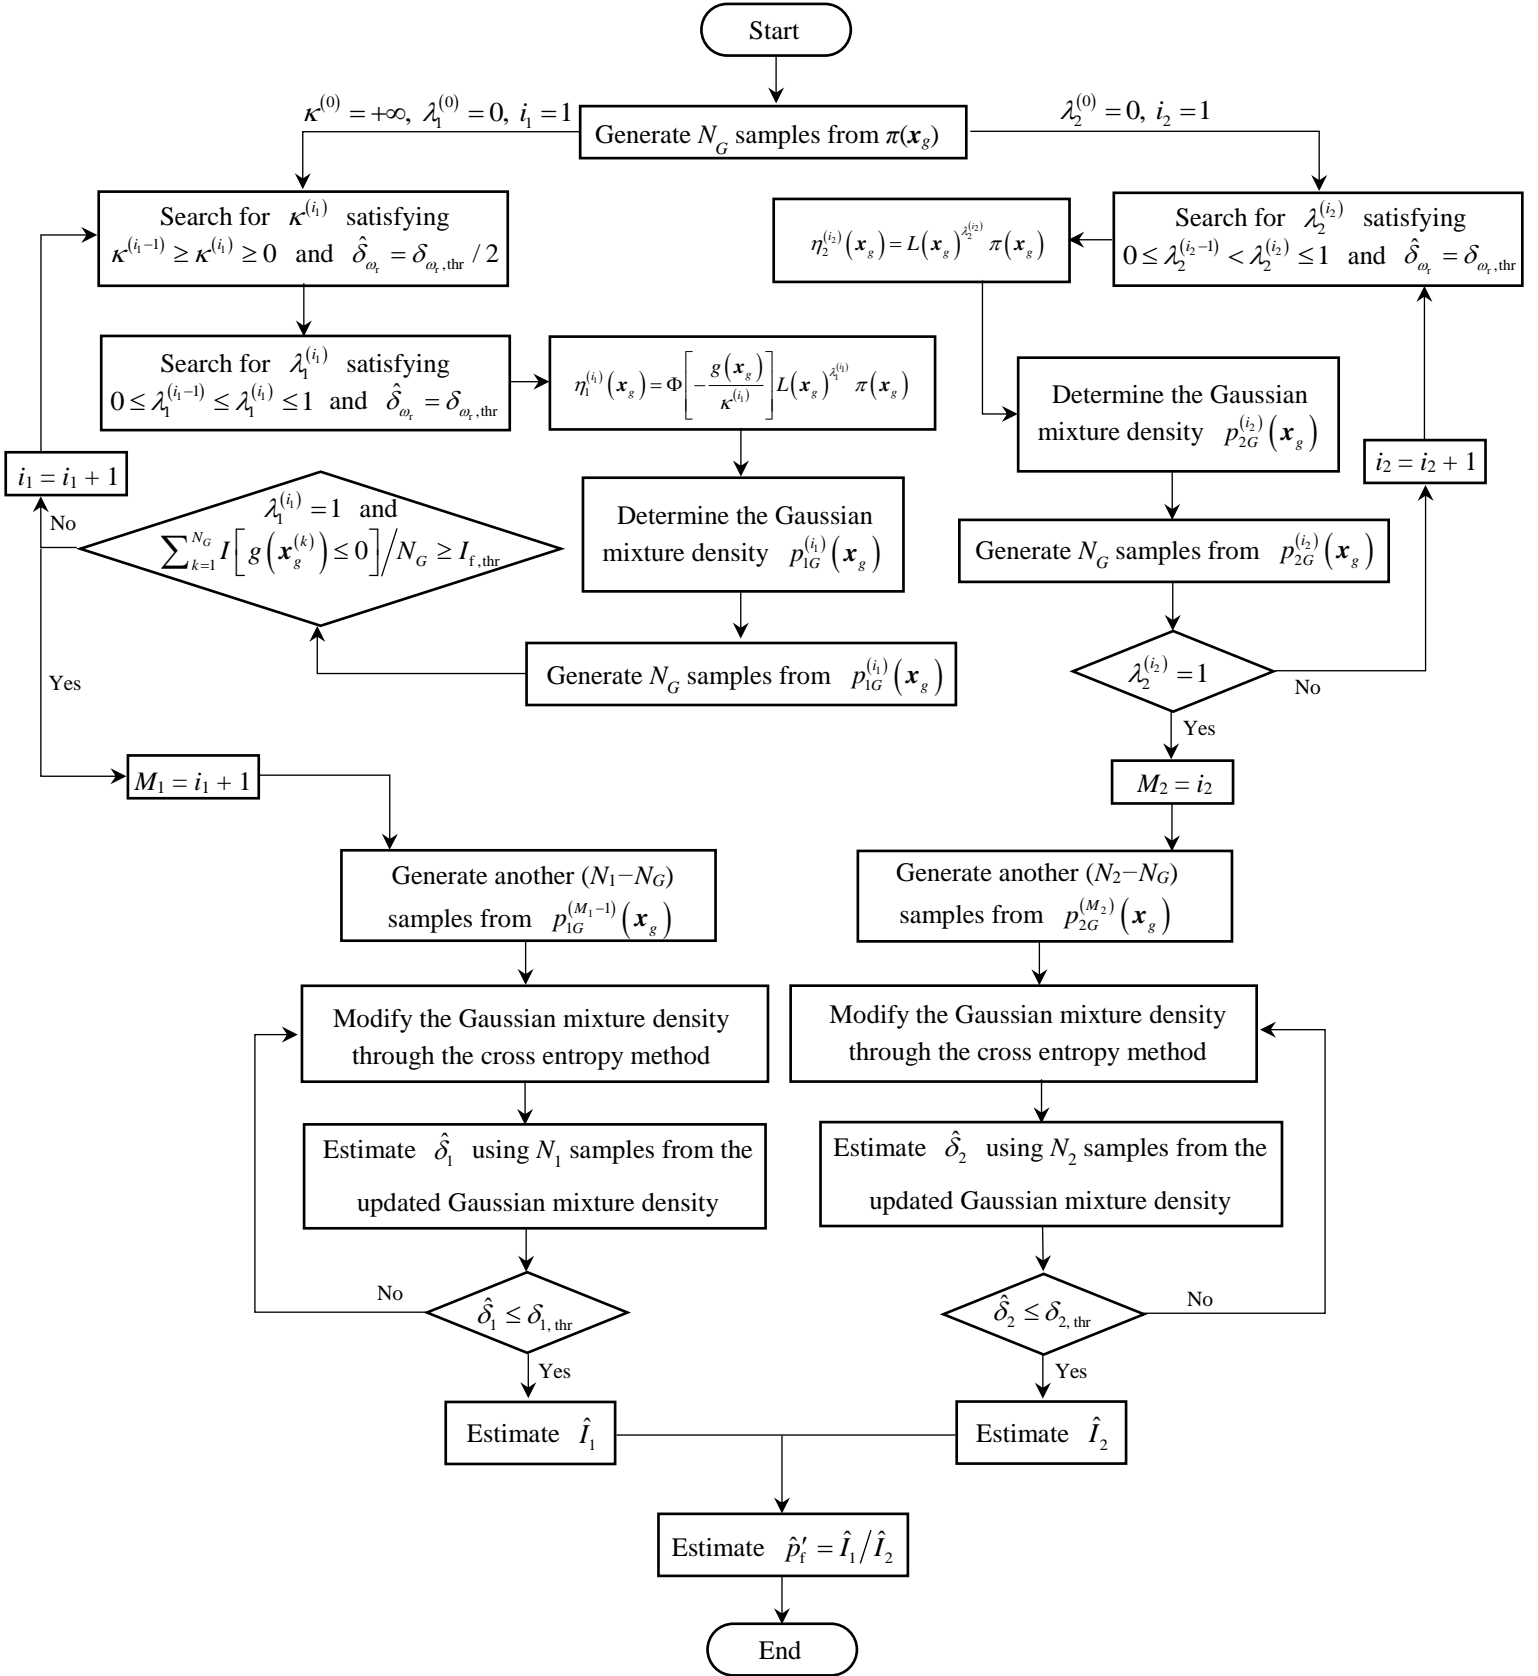 Start
κ^(0) = +∞, λ_1^(0) = 0, i_1 = 1
λ_2^(0) = 0, i_2 = 1
Generate N_G samples from π(x_g)
Search for κ^(i_1) satisfying
κ^(i_1−1) ≥ κ^(i_1) ≥ 0 and δ̂_ω_r = δ_ω_r,thr / 2
η_2^(i_2)(x_g) = L(x_g)^λ_2^(i_2) π(x_g)
Search for λ_2^(i_2) satisfying
0 ≤ λ_2^(i_2−1) < λ_2^(i_2) ≤ 1 and δ̂_ω_r = δ_ω_r,thr
Search for λ_1^(i_1) satisfying
0 ≤ λ_1^(i_1−1) ≤ λ_1^(i_1) ≤ 1 and δ̂_ω_r = δ_ω_r,thr
η_1^(i_1)(x_g) = Φ[−g(x_g)/κ^(i_1)] L(x_g)^λ_1^(i_1) π(x_g)
Determine the Gaussian
mixture density p_2G^(i_2)(x_g)
i_1 = i_1 + 1
i_2 = i_2 + 1
No
λ_1^(i_1) = 1 and
∑_{k=1}^{N_G} I[g(x_g^(k)) ≤ 0]/N_G ≥ I_f,thr
Determine the Gaussian
mixture density p_1G^(i_1)(x_g)
Generate N_G samples from p_2G^(i_2)(x_g)
Generate N_G samples from p_1G^(i_1)(x_g)
λ_2^(i_2) = 1
No
Yes
Yes
M_1 = i_1 + 1
M_2 = i_2
Generate another (N_1−N_G)
samples from p_1G^(M_1−1)(x_g)
Generate another (N_2−N_G)
samples from p_2G^(M_2)(x_g)
Modify the Gaussian mixture density
through the cross entropy method
Modify the Gaussian mixture density
through the cross entropy method
Estimate δ̂_1 using N_1 samples from the
updated Gaussian mixture density
Estimate δ̂_2 using N_2 samples from the
updated Gaussian mixture density
No
δ̂_1 ≤ δ_1,thr
δ̂_2 ≤ δ_2,thr
No
Yes
Yes
Estimate Î_1
Estimate Î_2
Estimate p̂′_f = Î_1/Î_2
End